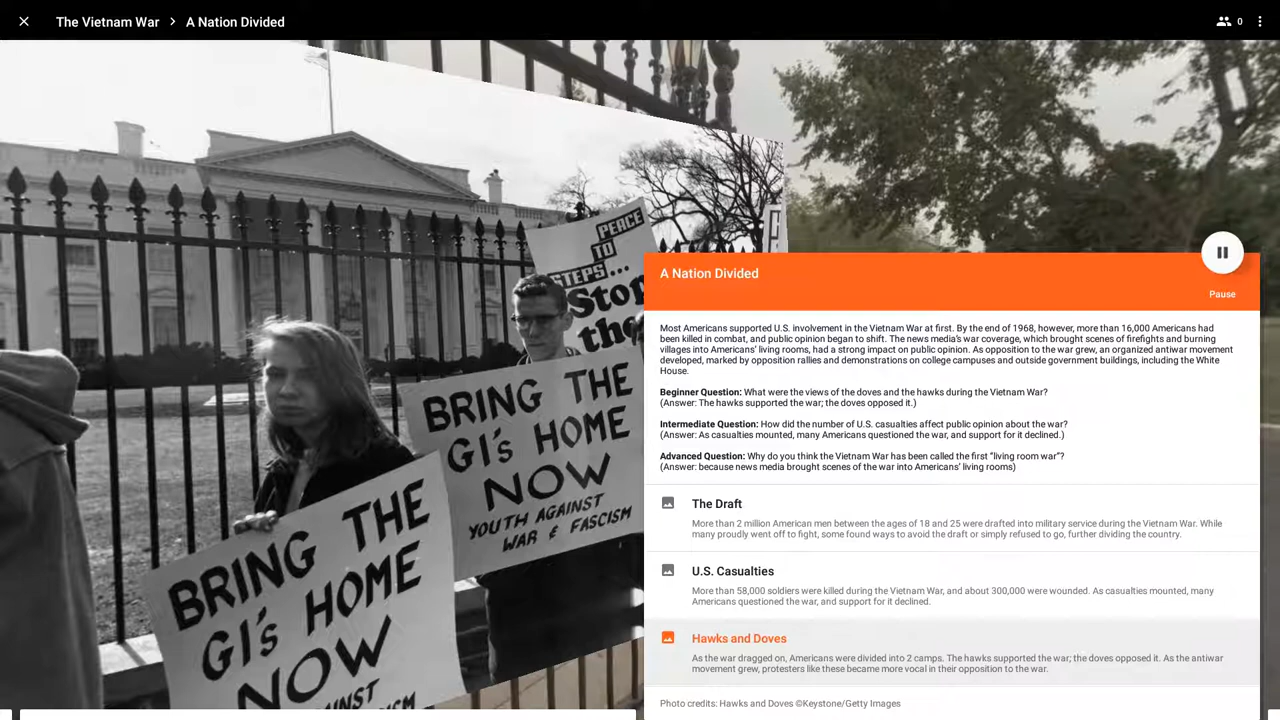 The Vietnam War > A Nation Divided
0
PEACE
TO
STEPS...
Stop
the
BRING THE
GI's HOME
NOW
YOUTH AGAINST
WAR & FASCISM
BRING THE
GI's HOME
NOW
A Nation Divided
Pause
Most Americans supported U.S. involvement in the Vietnam War at first. By the end of 1968, however, more than 16,000 Americans had
been killed in combat, and public opinion began to shift. The news media's war coverage, which brought scenes of firefights and burning
villages into Americans' living rooms, had a strong impact on public opinion. As opposition to the war grew, an organized antiwar movement
developed, marked by opposition rallies and demonstrations on college campuses and outside government buildings, including the White
House.
Beginner Question: What were the views of the doves and the hawks during the Vietnam War?
(Answer: The hawks supported the war; the doves opposed it.)
Intermediate Question: How did the number of U.S. casualties affect public opinion about the war?
(Answer: As casualties mounted, many Americans questioned the war, and support for it declined.)
Advanced Question: Why do you think the Vietnam War has been called the first “living room war”?
(Answer: because news media brought scenes of the war into Americans' living rooms)
The Draft
More than 2 million American men between the ages of 18 and 25 were drafted into military service during the Vietnam War. While
many proudly went off to fight, some found ways to avoid the draft or simply refused to go, further dividing the country.
U.S. Casualties
More than 58,000 soldiers were killed during the Vietnam War, and about 300,000 were wounded. As casualties mounted, many
Americans questioned the war, and support for it declined.
Hawks and Doves
As the war dragged on, Americans were divided into 2 camps. The hawks supported the war; the doves opposed it. As the antiwar
movement grew, protesters like these became more vocal in their opposition to the war.
Photo credits: Hawks and Doves ©Keystone/Getty Images